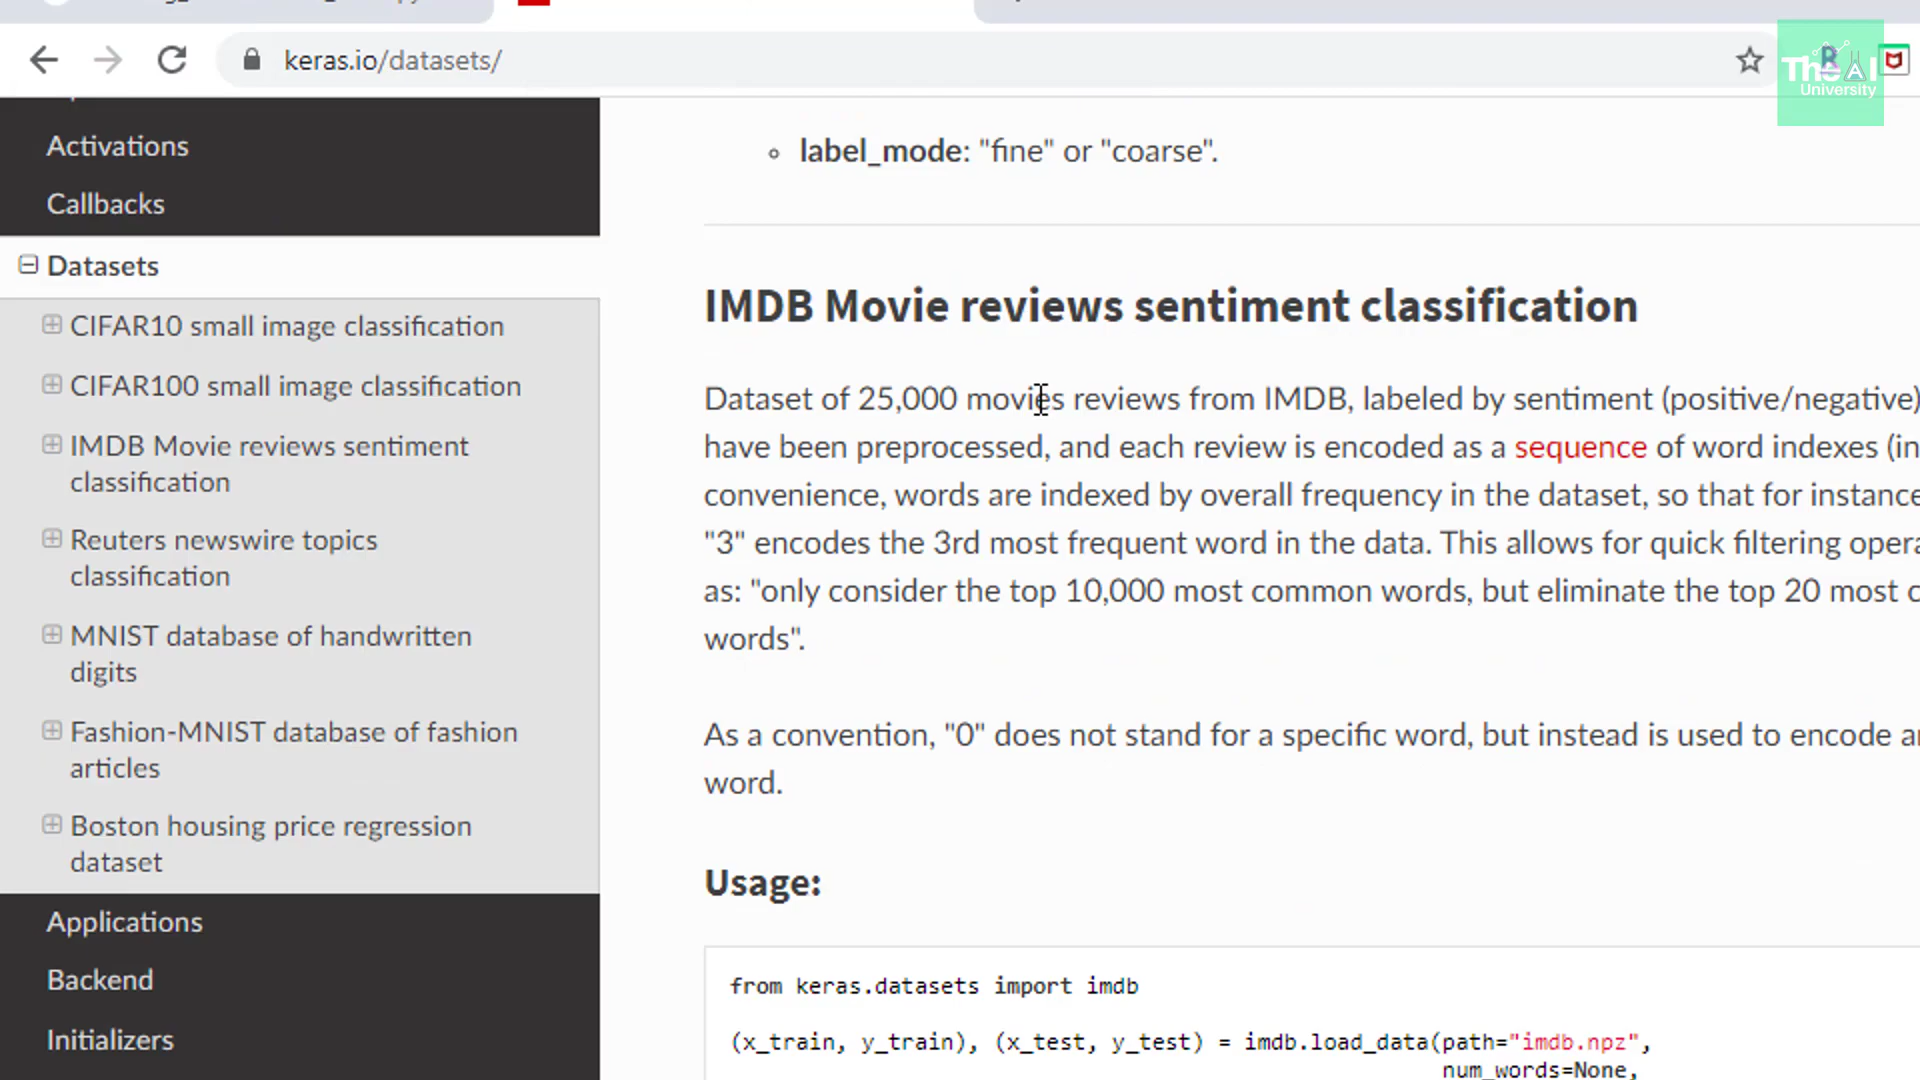 keras.io/datasets/
The AI
University
Activations
Callbacks
Datasets
CIFAR10 small image classification
CIFAR100 small image classification
IMDB Movie reviews sentiment
classification
Reuters newswire topics
classification
MNIST database of handwritten
digits
Fashion-MNIST database of fashion
articles
Boston housing price regression
dataset
Applications
Backend
Initializers
label_mode: "fine" or "coarse".
IMDB Movie reviews sentiment classification
Dataset of 25,000 movies reviews from IMDB, labeled by sentiment (positive/negative)
have been preprocessed, and each review is encoded as a sequence of word indexes (in
convenience, words are indexed by overall frequency in the dataset, so that for instance
"3" encodes the 3rd most frequent word in the data. This allows for quick filtering opera
as: "only consider the top 10,000 most common words, but eliminate the top 20 most c
words".
As a convention, "0" does not stand for a specific word, but instead is used to encode a
word.
Usage:
from keras.datasets import imdb
(x_train, y_train), (x_test, y_test) = imdb.load_data(path="imdb.npz",
num_words=None,